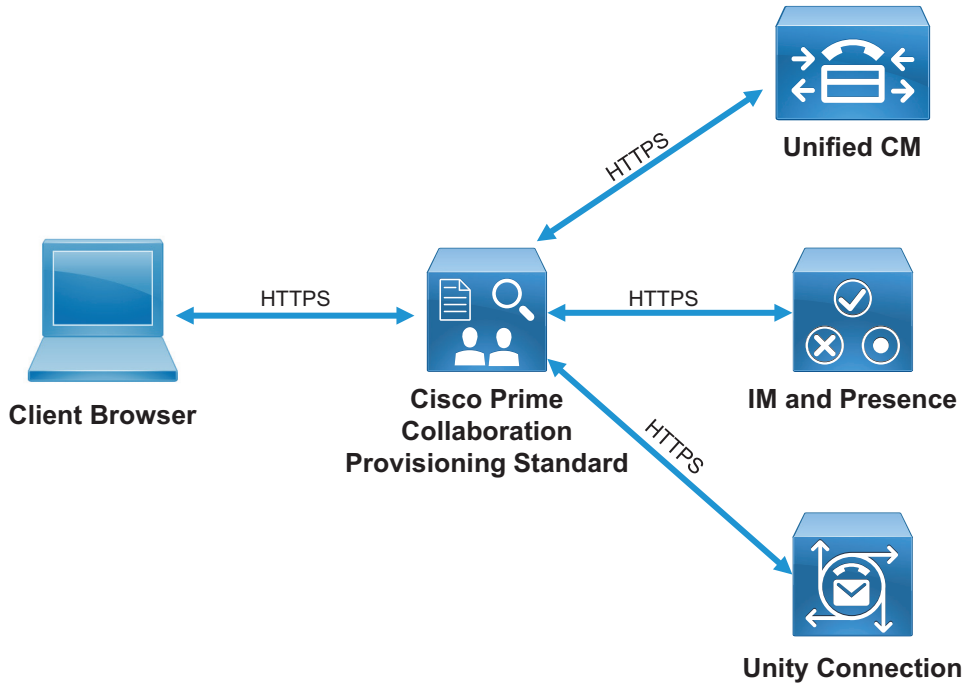 Unified CM
HTTPS
HTTPS
HTTPS
Client Browser
Cisco Prime
Collaboration
Provisioning Standard
IM and Presence
HTTPS
Unity Connection